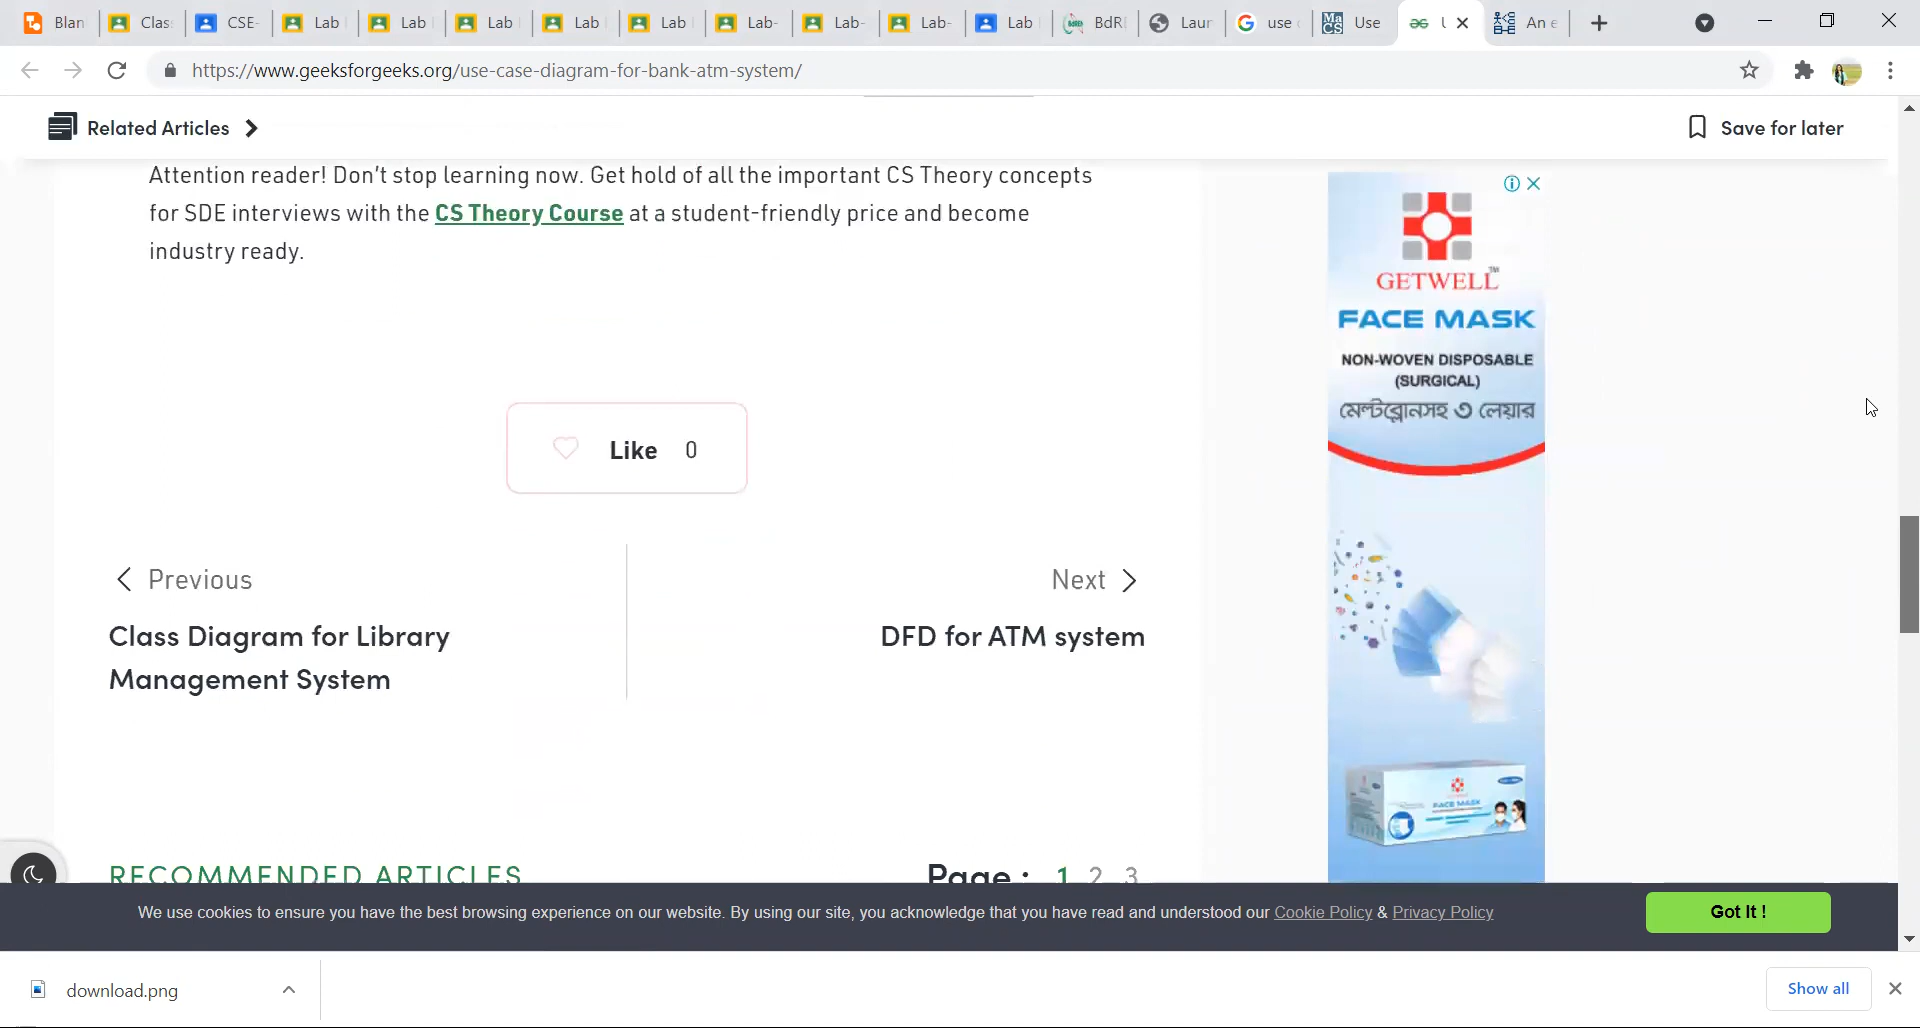 Blan
Clas
CSE-
Lab
Lab
Lab
Lab
Lab
Lab-
Lab-
Lab-
Lab
BdRE
Laun
use c
Use
U
An e
https://www.geeksforgeeks.org/use-case-diagram-for-bank-atm-system/
Related Articles
Save for later
Attention reader! Don't stop learning now. Get hold of all the important CS Theory concepts
for SDE interviews with the CS Theory Course at a student-friendly price and become
industry ready.
GETWELL™
FACE MASK
NON-WOVEN DISPOSABLE
(SURGICAL)
মেল্টব্লোনসহ ৩ লেয়ার
Like 0
Previous
Next
Class Diagram for Library
Management System
DFD for ATM system
FACE MASK
RECOMMENDED ARTICLES
Page : 1 2 3
We use cookies to ensure you have the best browsing experience on our website. By using our site, you acknowledge that you have read and understood our Cookie Policy & Privacy Policy
Got It !
download.png
Show all